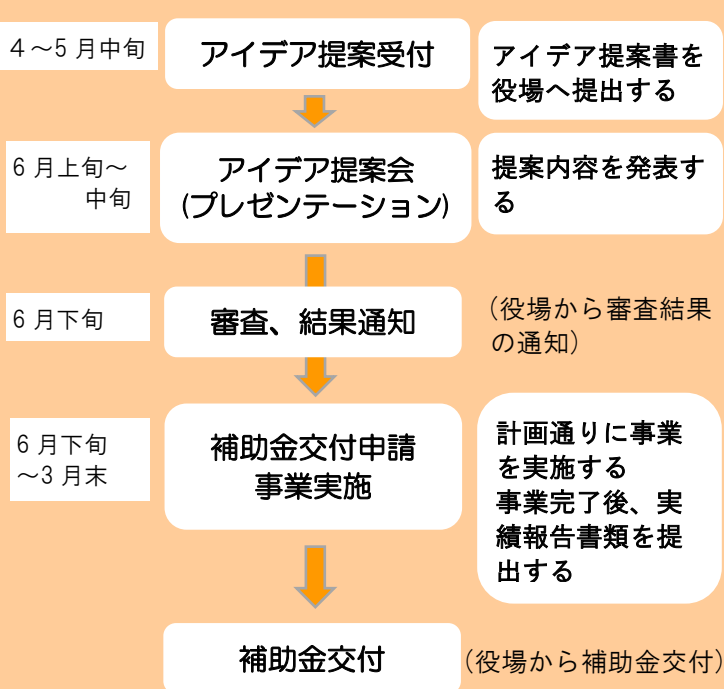 4～5月中旬
アイデア提案受付
アイデア提案書を
役場へ提出する
6月上旬～
中旬
アイデア提案会
(プレゼンテーション)
提案内容を発表す
る
6月下旬
審査、結果通知
(役場から審査結果
の通知)
6月下旬
～3月末
補助金交付申請
事業実施
計画通りに事業
を実施する
事業完了後、実
績報告書類を提
出する
補助金交付
(役場から補助金交付)